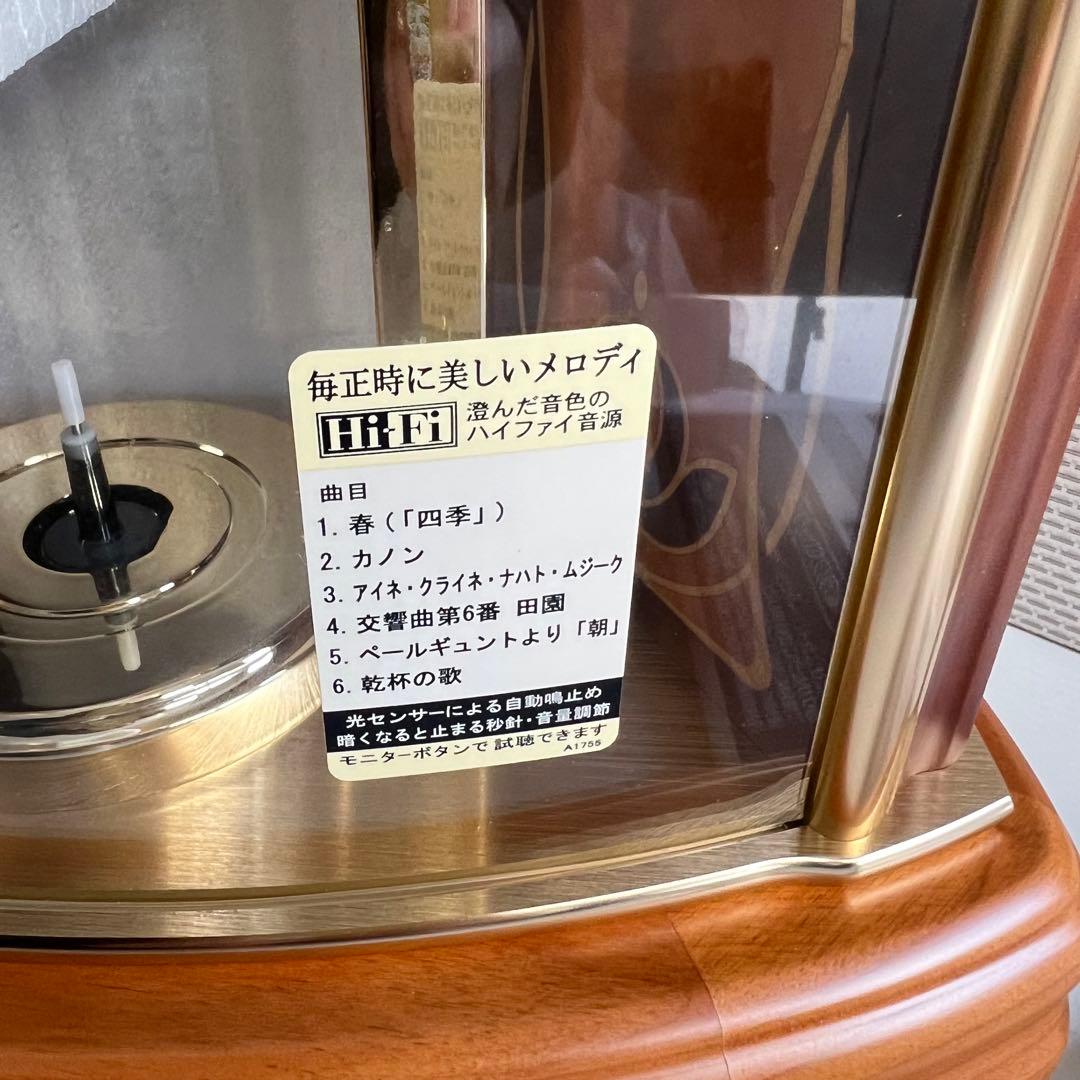 毎正時に美しいメロディ
Hi-Fi 澄んだ音色の
ハイファイ音源
曲目
1. 春(「四季」)
2. カノン
3. アイネ・クライネ・ナハト・ムジーク
4. 交響曲第6番 田園
5. ペールギュントより「朝」
6. 乾杯の歌
光センサーによる自動鳴止め
暗くなると止まる秒針・音量調節
モニターボタンで試聴できます
A1755